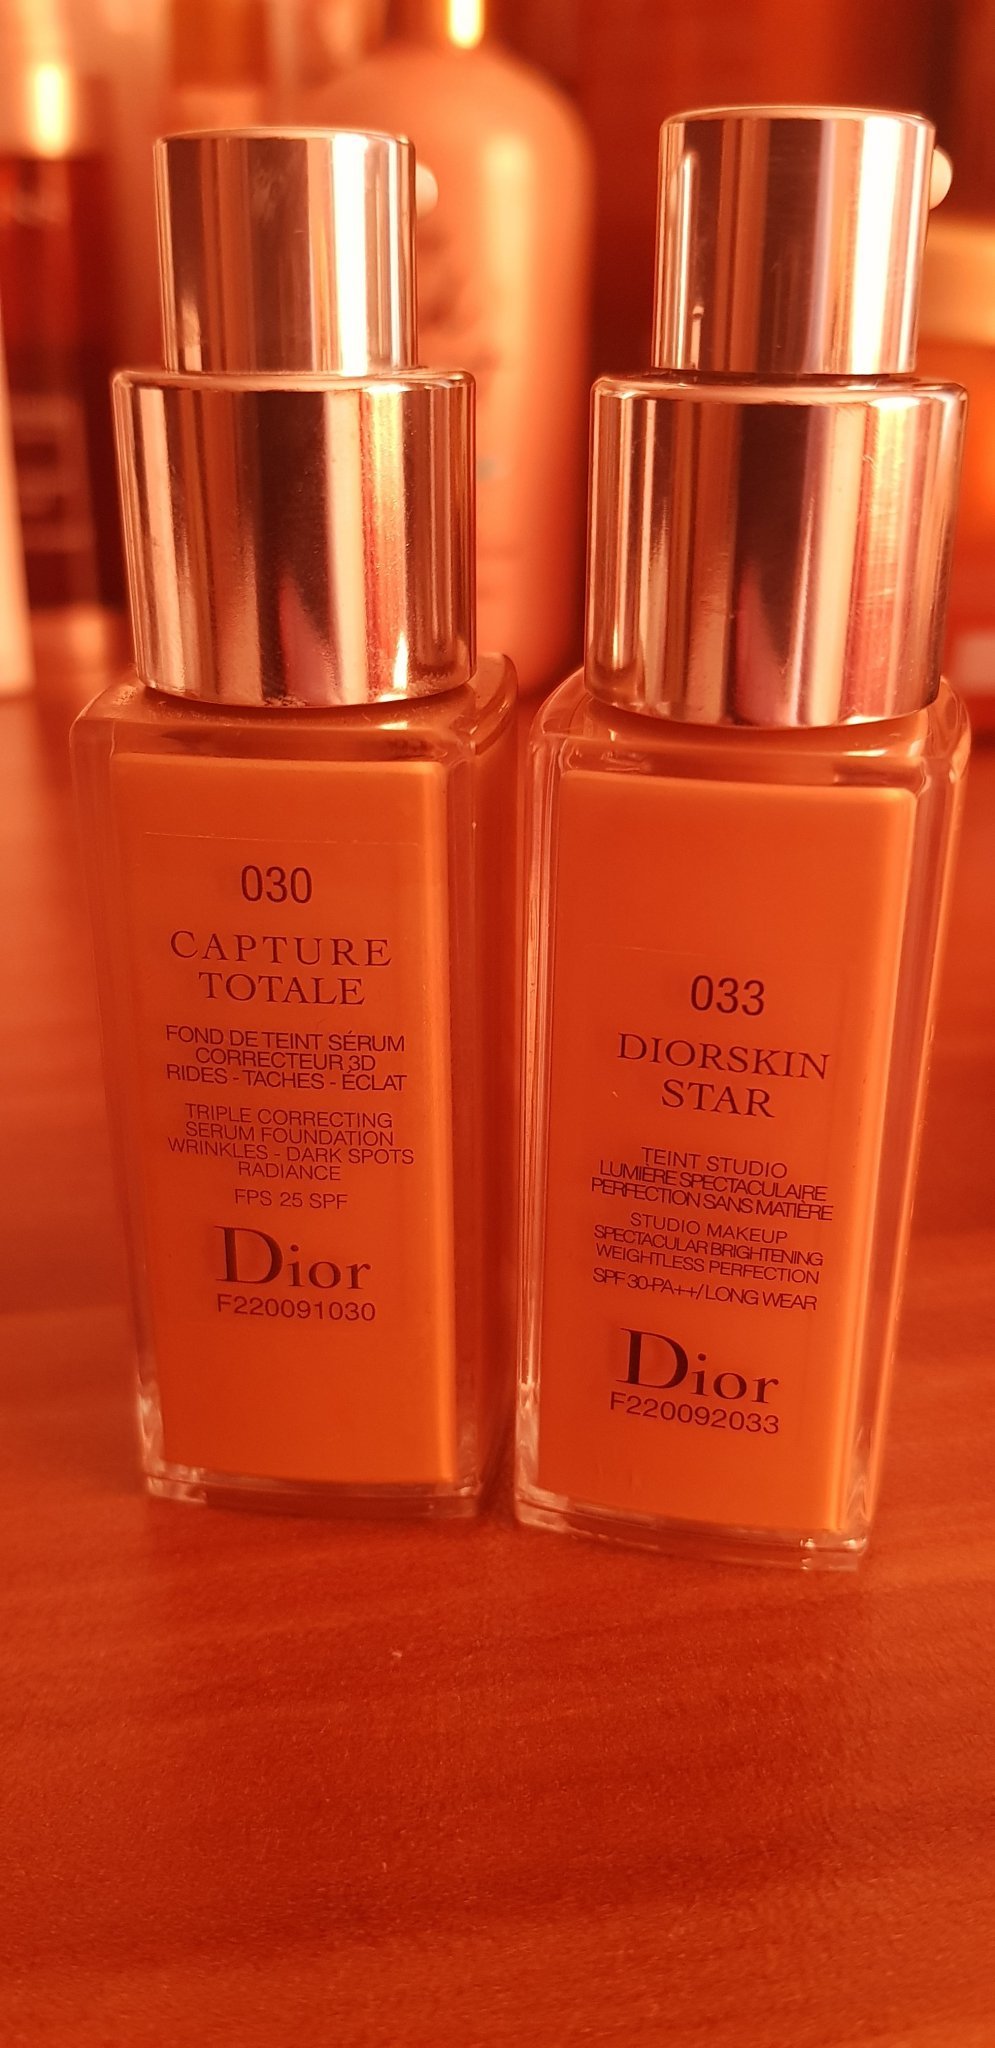 030
CAPTURE
TOTALE
FOND DE TEINT SÉRUM
CORRECTEUR 3D
RIDES - TACHES - ÉCLAT
TRIPLE CORRECTING
SERUM FOUNDATION
WRINKLES - DARK SPOTS
RADIANCE
FPS 25 SPF
Dior
F220091030
033
DIORSKIN
STAR
TEINT STUDIO
LUMIÈRE SPECTACULAIRE
PERFECTION SANS MATIÈRE
STUDIO MAKEUP
SPECTACULAR BRIGHTENING
WEIGHTLESS PERFECTION
SPF 30-PA++/ LONG WEAR
Dior
F220092033